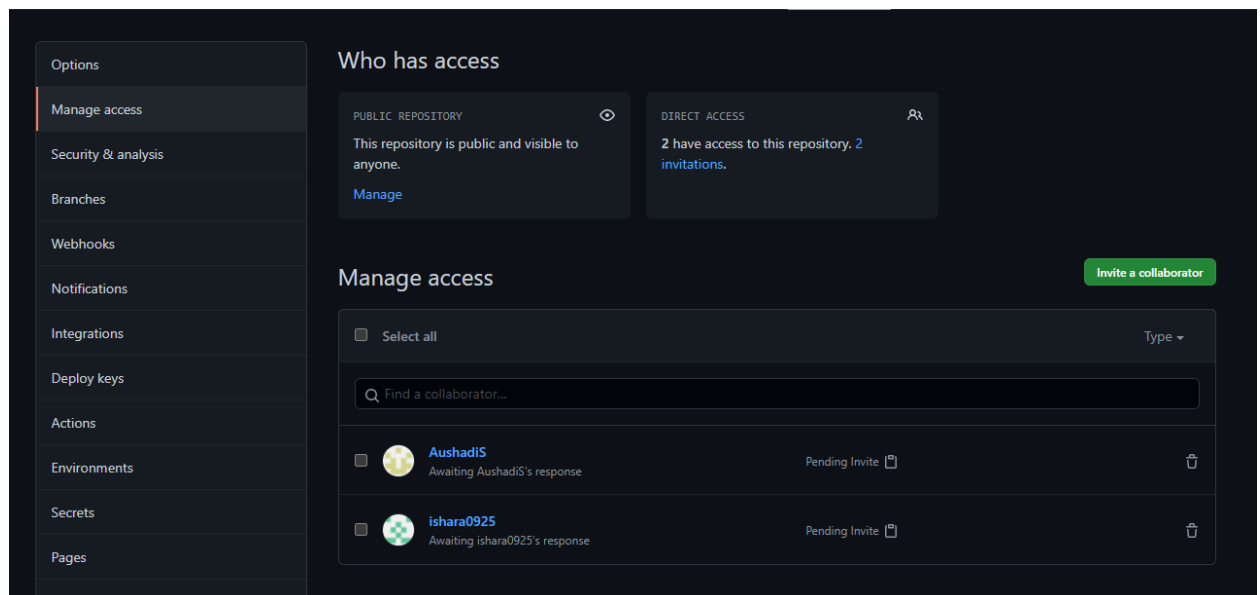 Options
Manage access
Security & analysis
Branches
Webhooks
Notifications
Integrations
Deploy keys
Actions
Environments
Secrets
Pages
Who has access
PUBLIC REPOSITORY
This repository is public and visible to
anyone.
Manage
DIRECT ACCESS
2 have access to this repository. 2
invitations.
Manage access
Invite a collaborator
Select all
Type
Find a collaborator...
AushadiS
Awaiting AushadiS's response
Pending Invite
ishara0925
Awaiting ishara0925's response
Pending Invite